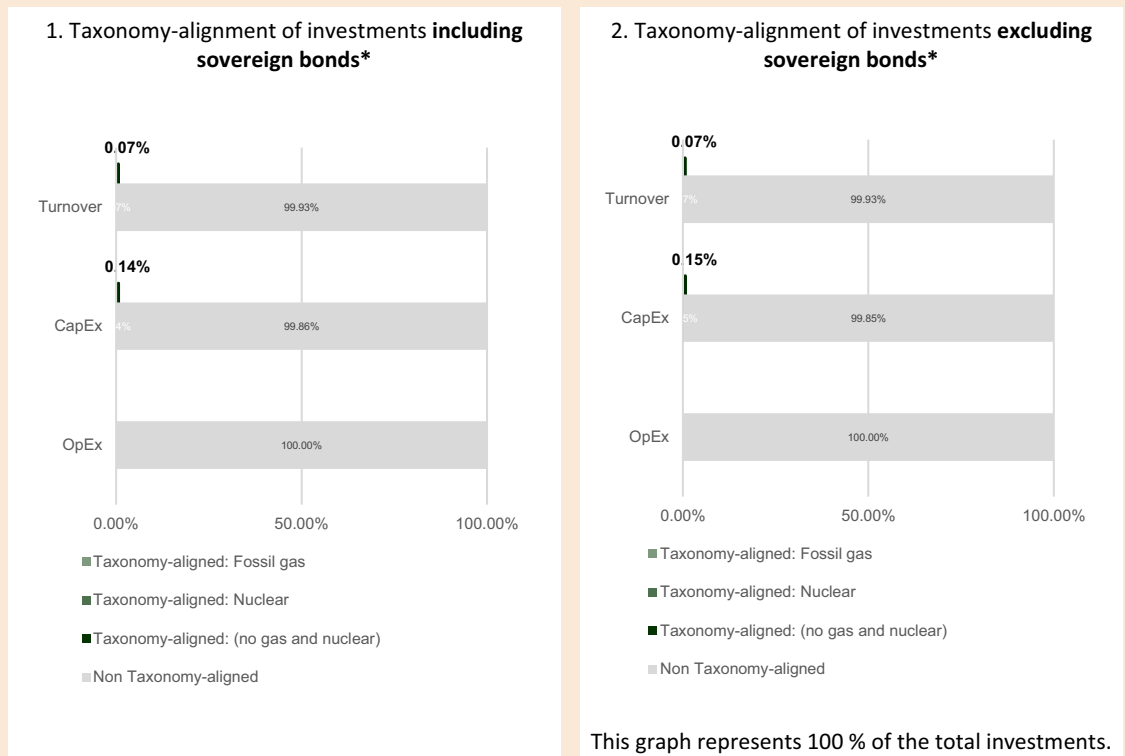 1. Taxonomy-alignment of investments including
sovereign bonds*
0.07%
Turnover
7%
99.93%
0.14%
CapEx
4%
99.86%
OpEx
100.00%
0.00%
50.00%
100.00%
Taxonomy-aligned: Fossil gas
Taxonomy-aligned: Nuclear
Taxonomy-aligned: (no gas and nuclear)
Non Taxonomy-aligned
2. Taxonomy-alignment of investments excluding
sovereign bonds*
0.07%
Turnover
7%
99.93%
0.15%
CapEx
5%
99.85%
OpEx
100.00%
0.00%
50.00%
100.00%
Taxonomy-aligned: Fossil gas
Taxonomy-aligned: Nuclear
Taxonomy-aligned: (no gas and nuclear)
Non Taxonomy-aligned
This graph represents 100 % of the total investments.